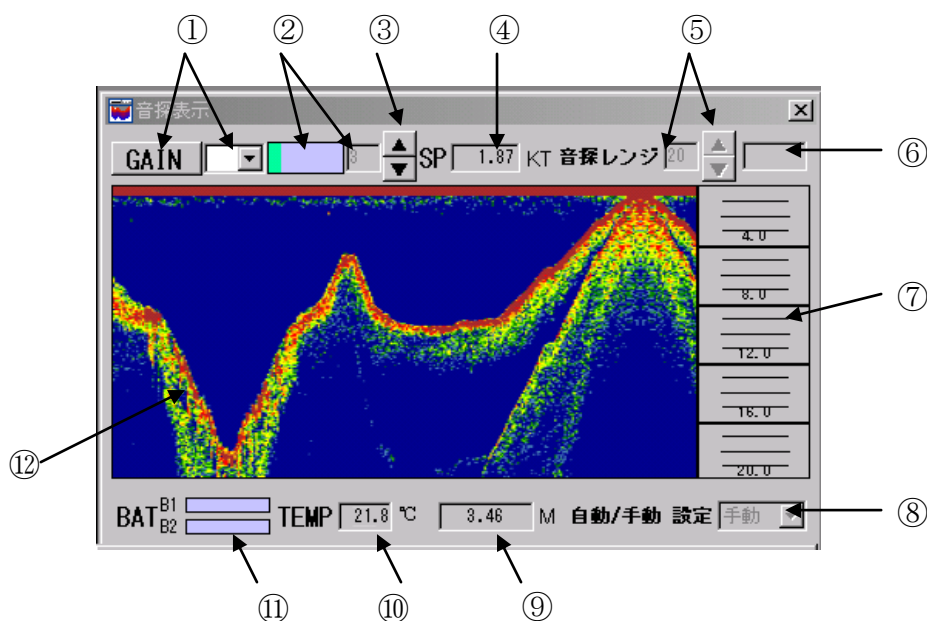 ① ② ③ ④ ⑤
音探表示
GAIN 3 SP 1.87 KT 音探レンジ 20
⑥
4.0
8.0
⑦
12.0
16.0
⑫
20.0
BAT B1 B2 TEMP 21.8 ℃ 3.46 M 自動/手動 設定 手動
⑧
⑪ ⑩ ⑨